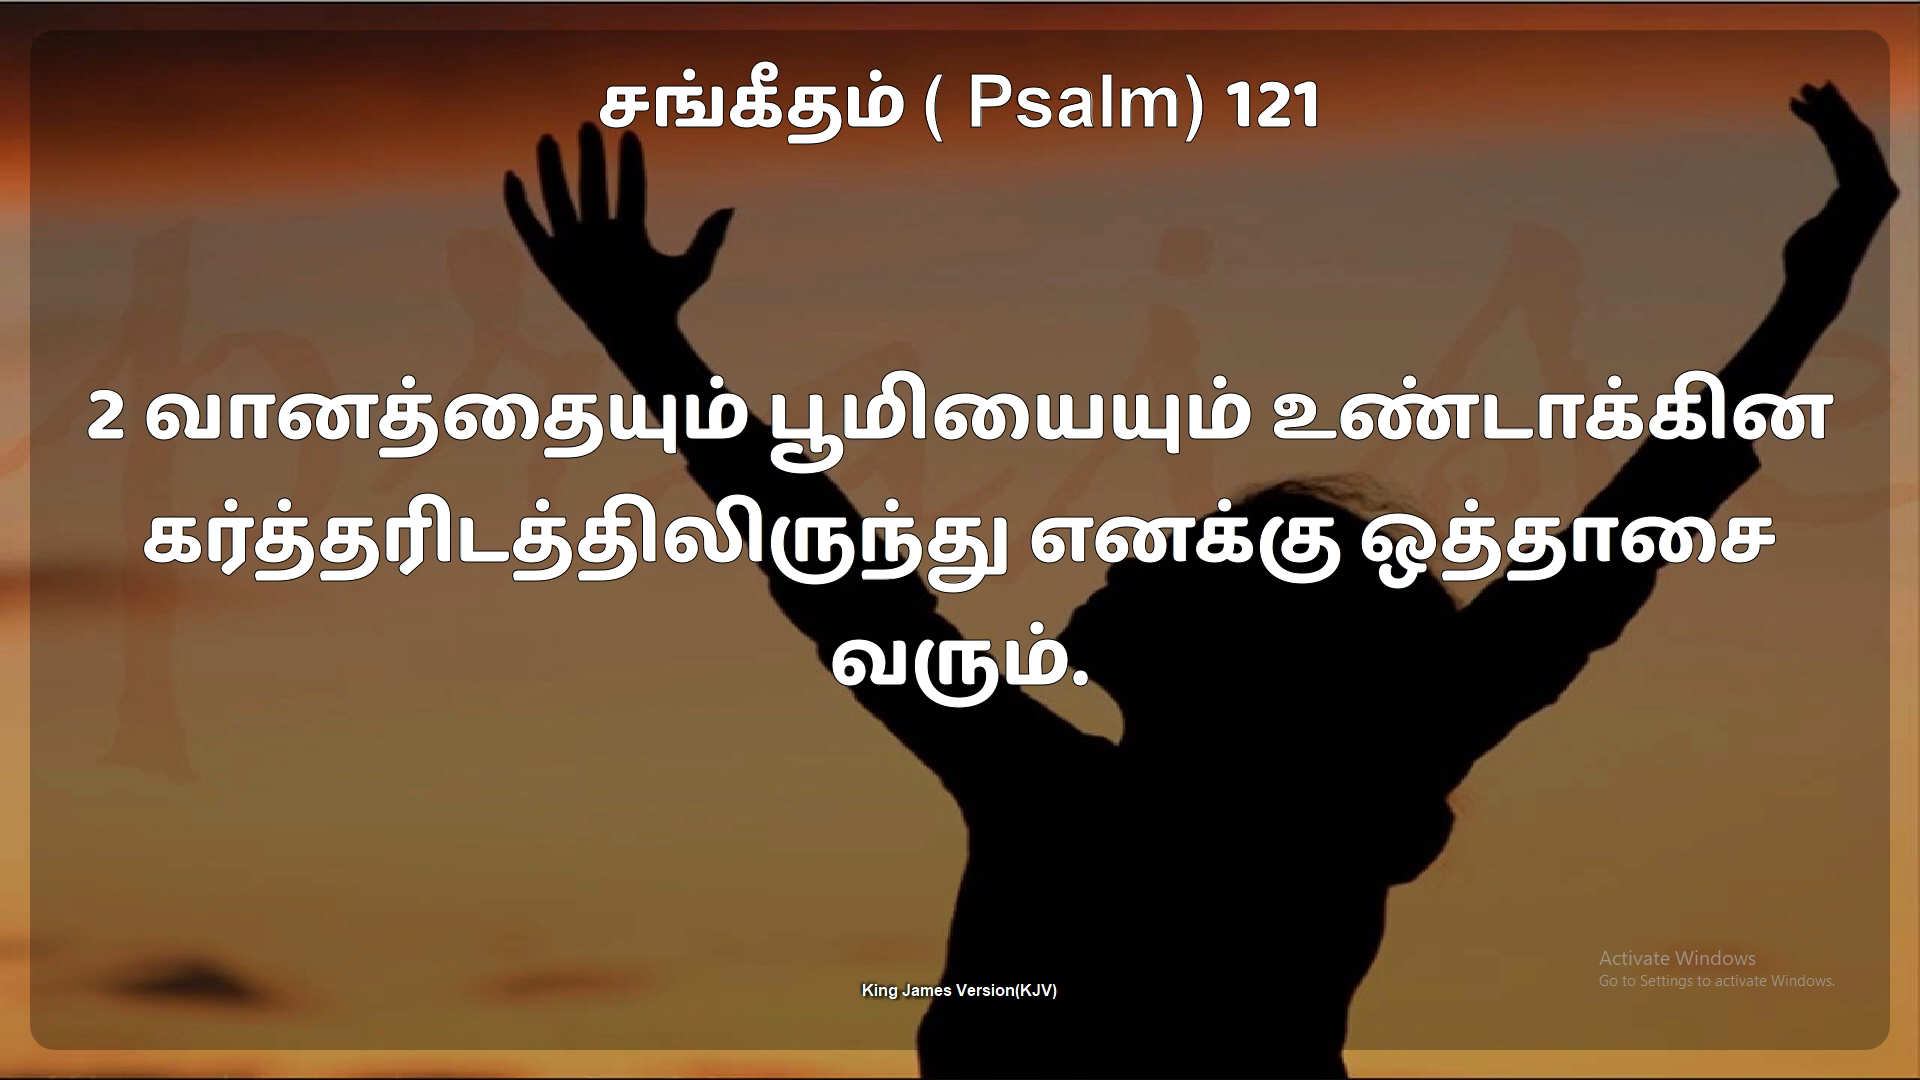 சங்கீதம் ( Psalm) 121
2 வானத்தையும் பூமியையும் உண்டாக்கின
கர்த்தரிடத்திலிருந்து எனக்கு ஒத்தாசை
வரும்.
praise
Activate Windows
Go to Settings to activate Windows.
King James Version(KJV)